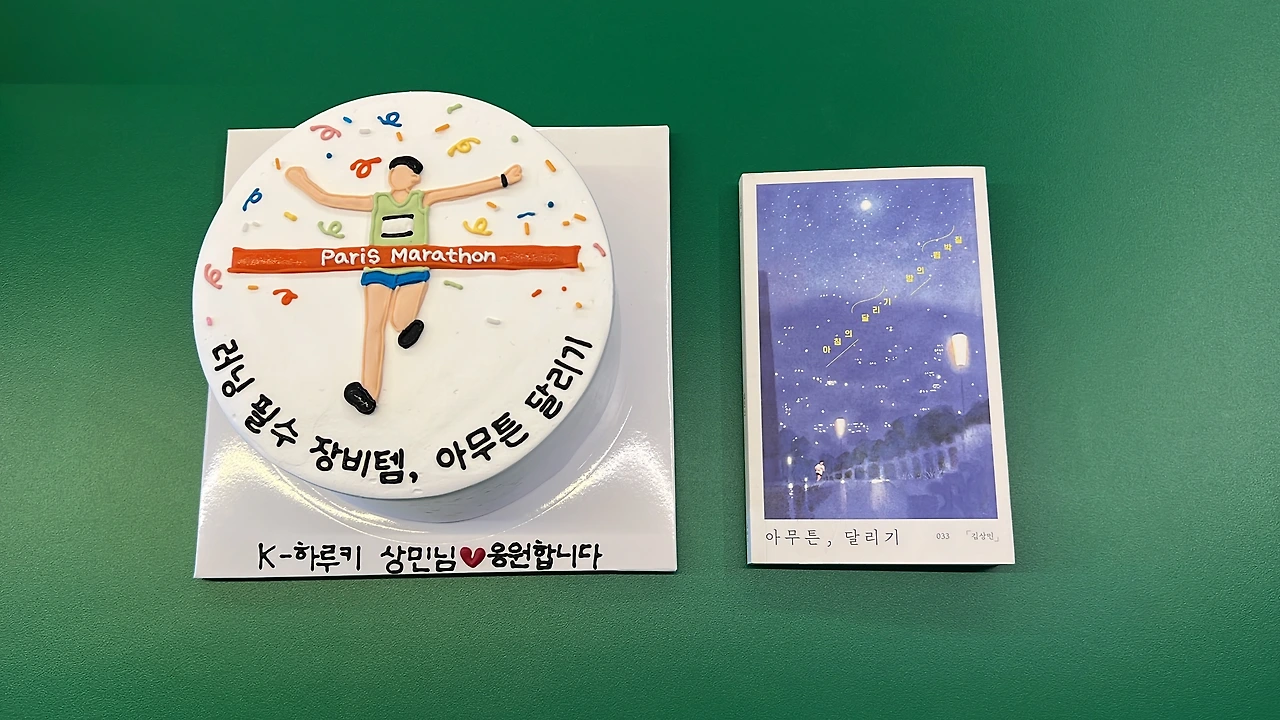 Paris Marathon
러닝 필수 장비템, 아무튼 달리기
K-하루키 상민님♥응원합니다
아침의 달리기, 밤의 뜀박질
아무튼, 달리기
033 「김상민」